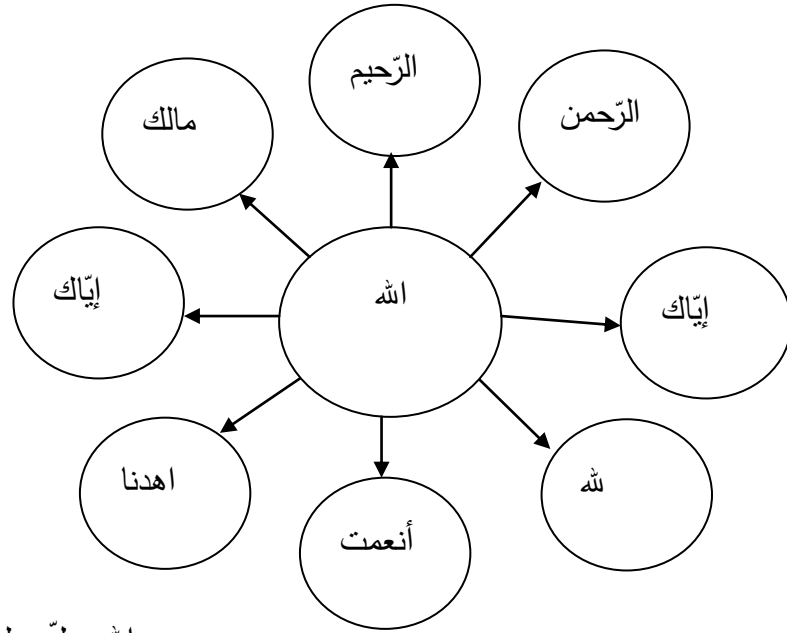 الرّحيم
الرّحمن
مالك
الله
إيّاك
إيّاك
لله
اهدنا
أنعمت